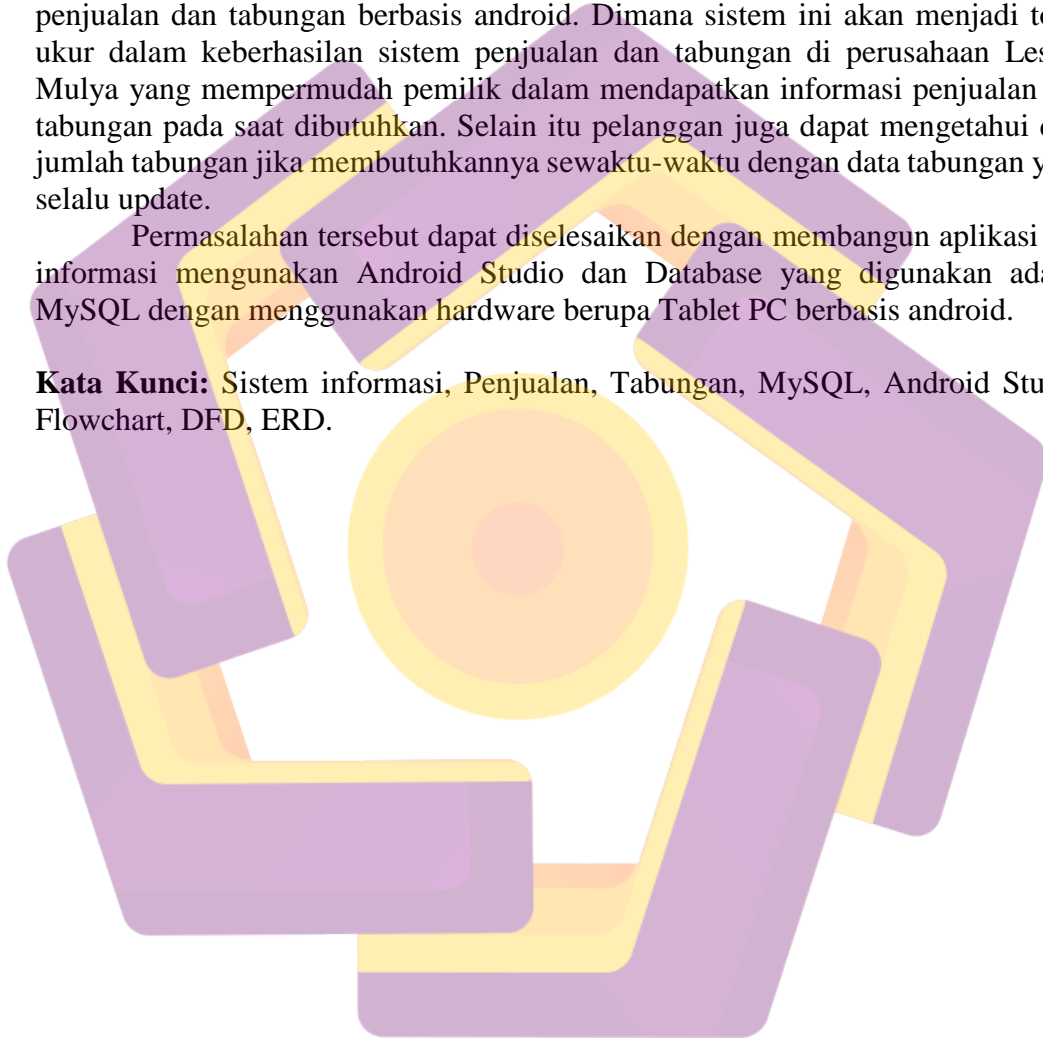 penjualan dan tabungan berbasis android. Dimana sistem ini akan menjadi to
ukur dalam keberhasilan sistem penjualan dan tabungan di perusahaan Les
Mulya yang mempermudah pemilik dalam mendapatkan informasi penjualan
tabungan pada saat dibutuhkan. Selain itu pelanggan juga dapat mengetahui
jumlah tabungan jika membutuhkannya sewaktu-waktu dengan data tabungan y
selalu update.
Permasalahan tersebut dapat diselesaikan dengan membangun aplikasi
informasi mengunakan Android Studio dan Database yang digunakan ada
MySQL dengan menggunakan hardware berupa Tablet PC berbasis android.
Kata Kunci: Sistem informasi, Penjualan, Tabungan, MySQL, Android Stu
Flowchart, DFD, ERD.